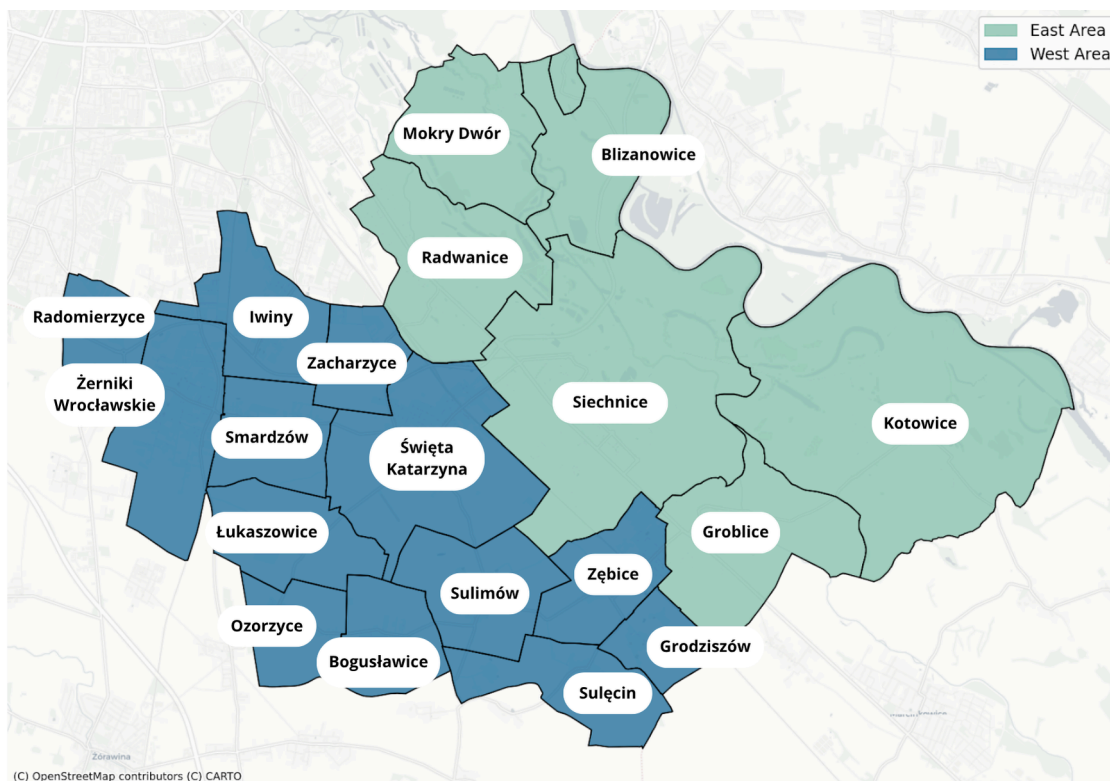 East Area
West Area
Mokry Dwór
Blizanowice
Radwanice
Radomierzyce
Iwiny
Zacharzyce
Żerniki
Wrocławskie
Siechnice
Kotowice
Smardzów
Święta
Katarzyna
Łukaszowice
Groblice
Zębice
Sulimów
Ozorzyce
Grodziszów
Bogusławice
Sulęcin
Żórawina
(C) OpenStreetMap contributors (C) CARTO